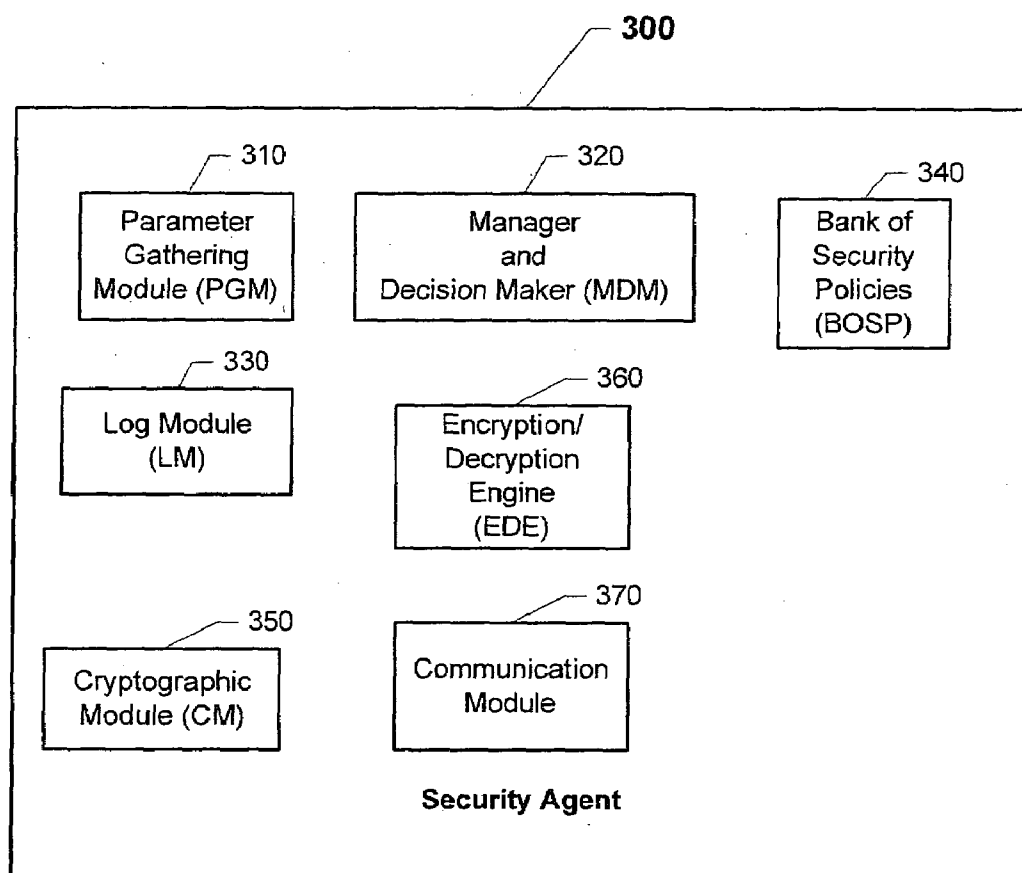 300
310
Parameter
Gathering
Module (PGM)
320
Manager
and
Decision Maker (MDM)
340
Bank of
Security
Policies
(BOSP)
330
Log Module
(LM)
360
Encryption/
Decryption
Engine
(EDE)
350
Cryptographic
Module (CM)
370
Communication
Module
Security Agent